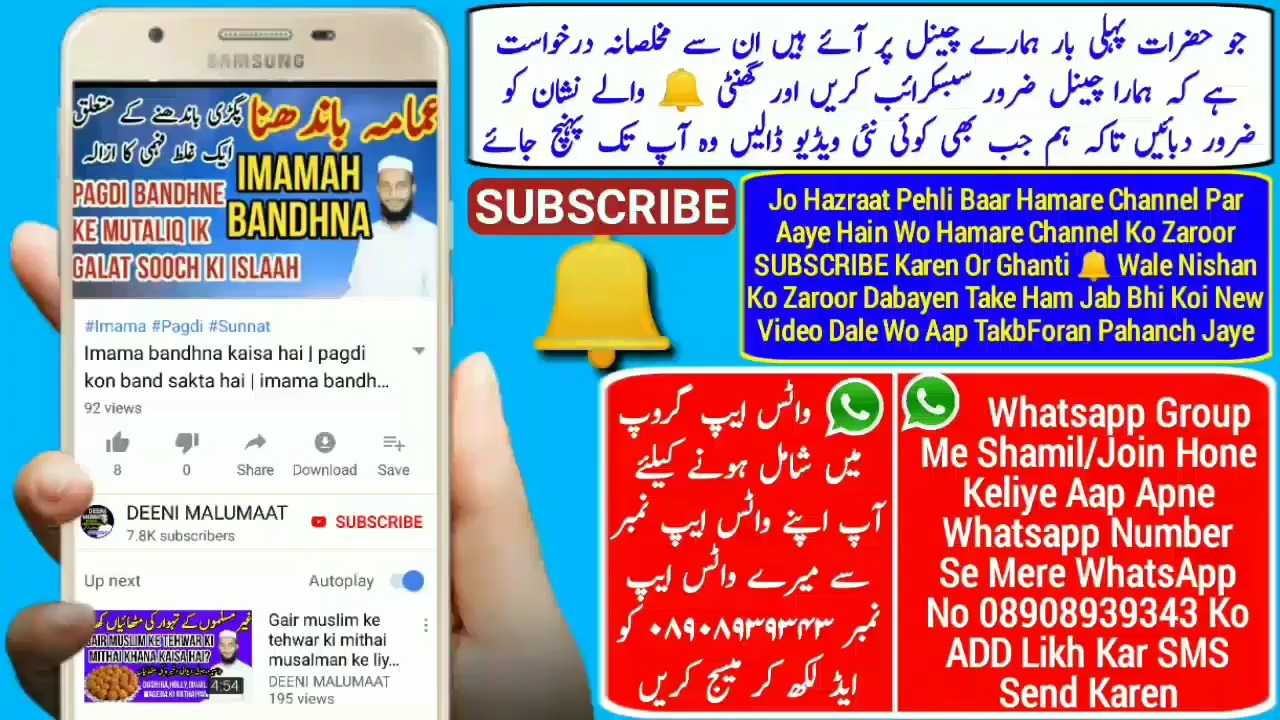 SAMSUNG
عمامہ باندھنا پگڑی باندھنے کے متعلق
ایک غلط فہمی کا ازالہ
IMAMAH
BANDHNA
PAGDI BANDHNE
KE MUTALIQ IK
GALAT SOOCH KI ISLAAH
#Imama #Pagdi #Sunnat
Imama bandhna kaisa hai | pagdi
kon band sakta hai | imama bandh...
92 views
8
0
Share
Download
Save
DEENI MALUMAAT
7.8K subscribers
SUBSCRIBE
Up next
Autoplay
غیر مسلموں کے تہوار کی مٹھائیاں
GAIR MUSLIM KE TEHWAR KI
MITHAI KHANA KAISA HAI?
4:54
Gair muslim ke
tehwar ki mithai
musalman ke liy...
DEENI MALUMAAT
195 views
جو حضرات پہلی بار ہمارے چینل پر آئے ہیں ان سے مخلصانہ درخواست
ہے کہ ہمارا چینل ضرور سبسکرائب کریں اور گھنٹی 🔔 والے نشان کو
ضرور دبائیں تاکہ ہم جب بھی کوئی نئی ویڈیو ڈالیں وہ آپ تک پہنچ جائے
SUBSCRIBE
Jo Hazraat Pehli Baar Hamare Channel Par
Aaye Hain Wo Hamare Channel Ko Zaroor
SUBSCRIBE Karen Or Ghanti 🔔 Wale Nishan
Ko Zaroor Dabayen Take Ham Jab Bhi Koi New
Video Dale Wo Aap TakbForan Pahanch Jaye
واٹس ایپ گروپ
میں شامل ہونے کیلئے
آپ اپنے واٹس ایپ نمبر
سے میرے واٹس ایپ
نمبر ۰۸۹۰۸۹۳۹۳۴۳ کو
ایڈ لکھ کر میسج کریں
Whatsapp Group
Me Shamil/Join Hone
Keliye Aap Apne
Whatsapp Number
Se Mere WhatsApp
No 08908939343 Ko
ADD Likh Kar SMS
Send Karen